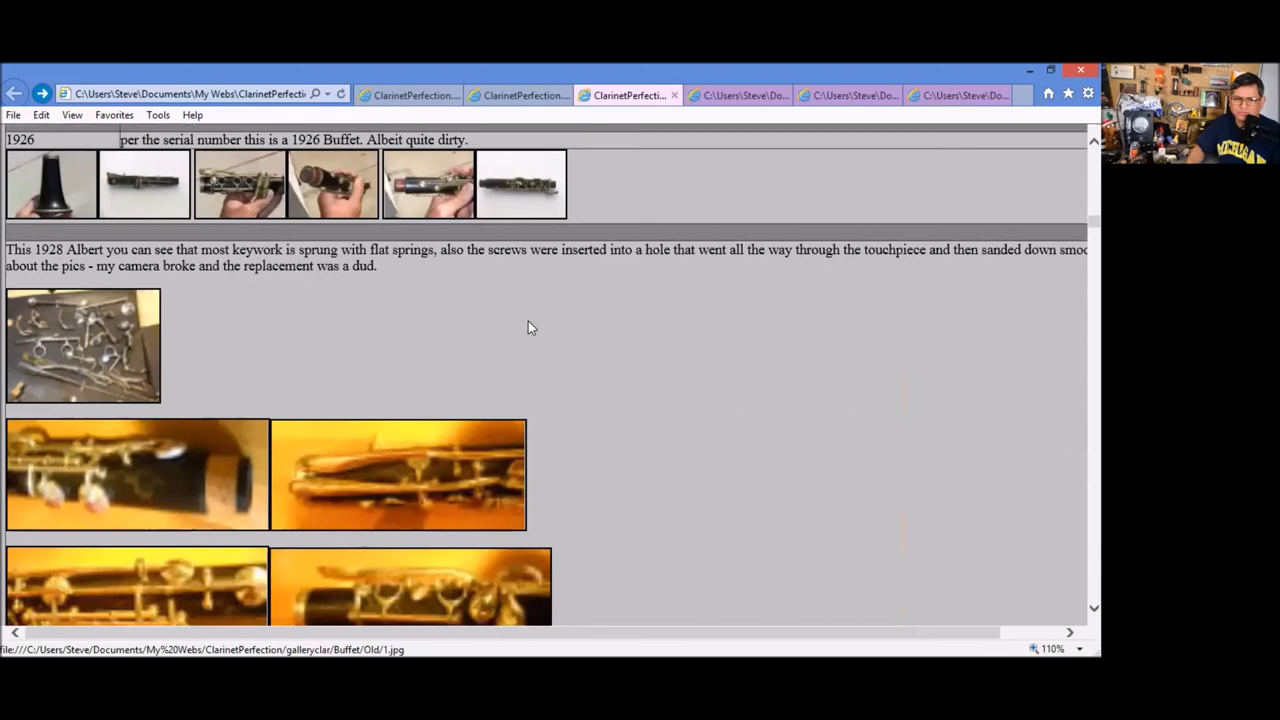 C:\Users\Steve\Documents\My Webs\ClarinetPerfecti
ClarinetPerfection....
ClarinetPerfection....
ClarinetPerfecti...
C:\Users\Steve\Do...
C:\Users\Steve\Do...
C:\Users\Steve\Do...
File Edit View Favorites Tools Help
1926 per the serial number this is a 1926 Buffet. Albeit quite dirty.
This 1928 Albert you can see that most keywork is sprung with flat springs, also the screws were inserted into a hole that went all the way through the touchpiece and then sanded down smoo
about the pics - my camera broke and the replacement was a dud.
file:///C:/Users/Steve/Documents/My%20Webs/ClarinetPerfection/galleryclar/Buffet/Old/1.jpg
110%
MICHIGAN